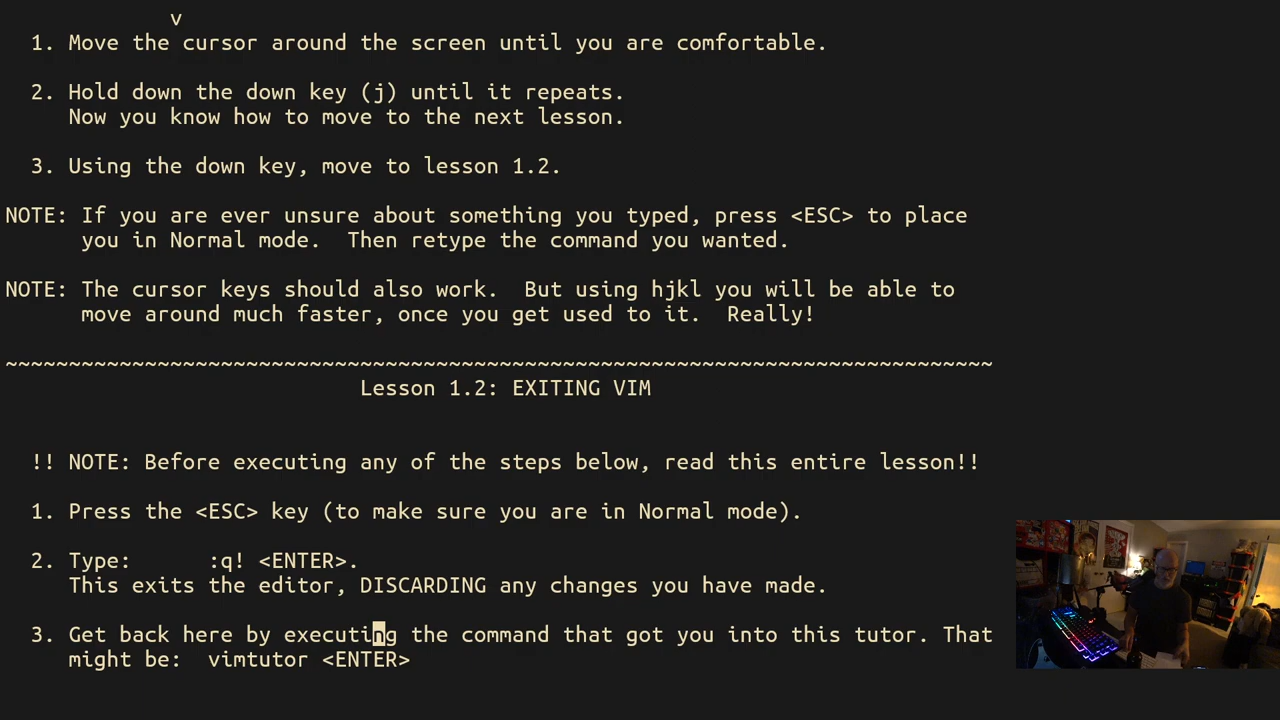 v
1. Move the cursor around the screen until you are comfortable.
2. Hold down the down key (j) until it repeats.
Now you know how to move to the next lesson.
3. Using the down key, move to lesson 1.2.
NOTE: If you are ever unsure about something you typed, press <ESC> to place
you in Normal mode.  Then retype the command you wanted.
NOTE: The cursor keys should also work.  But using hjkl you will be able to
move around much faster, once you get used to it.  Really!
~~~~~~~~~~~~~~~~~~~~~~~~~~~~~~~~~~~~~~~~~~~~~~~~~~~~~~~~~~~~~~~~~~~~~~~~~~~~~~
Lesson 1.2: EXITING VIM
!! NOTE: Before executing any of the steps below, read this entire lesson!!
1. Press the <ESC> key (to make sure you are in Normal mode).
2. Type:      :q! <ENTER>.
This exits the editor, DISCARDING any changes you have made.
3. Get back here by executing the command that got you into this tutor. That
might be:  vimtutor <ENTER>